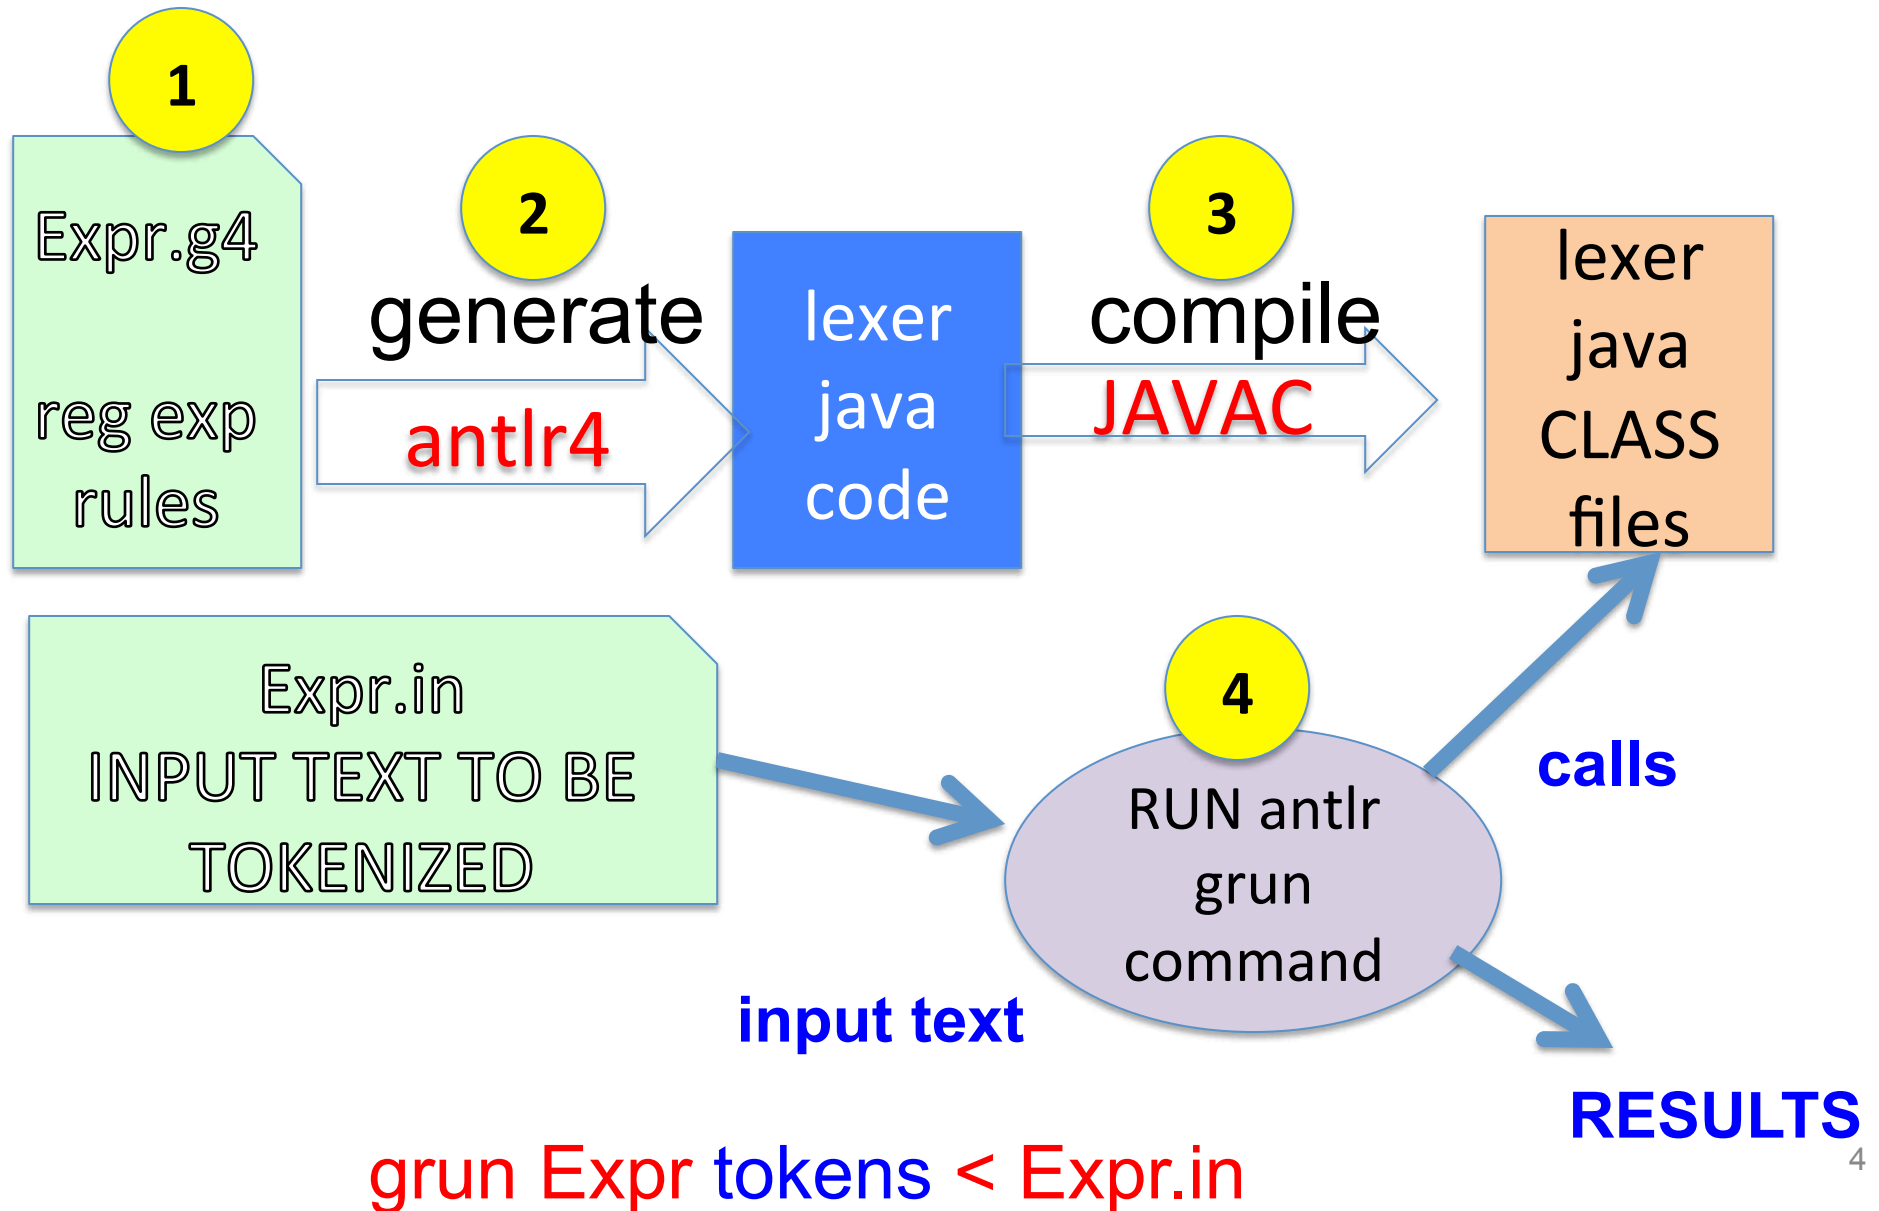 1
Expr.g4
reg exp
rules
2
generate
antlr4
lexer
java
code
3
compile
JAVAC
lexer
java
CLASS
files
Expr.in
INPUT TEXT TO BE
TOKENIZED
4
RUN antlr
grun
command
calls
input text
RESULTS
grun Expr tokens < Expr.in
4